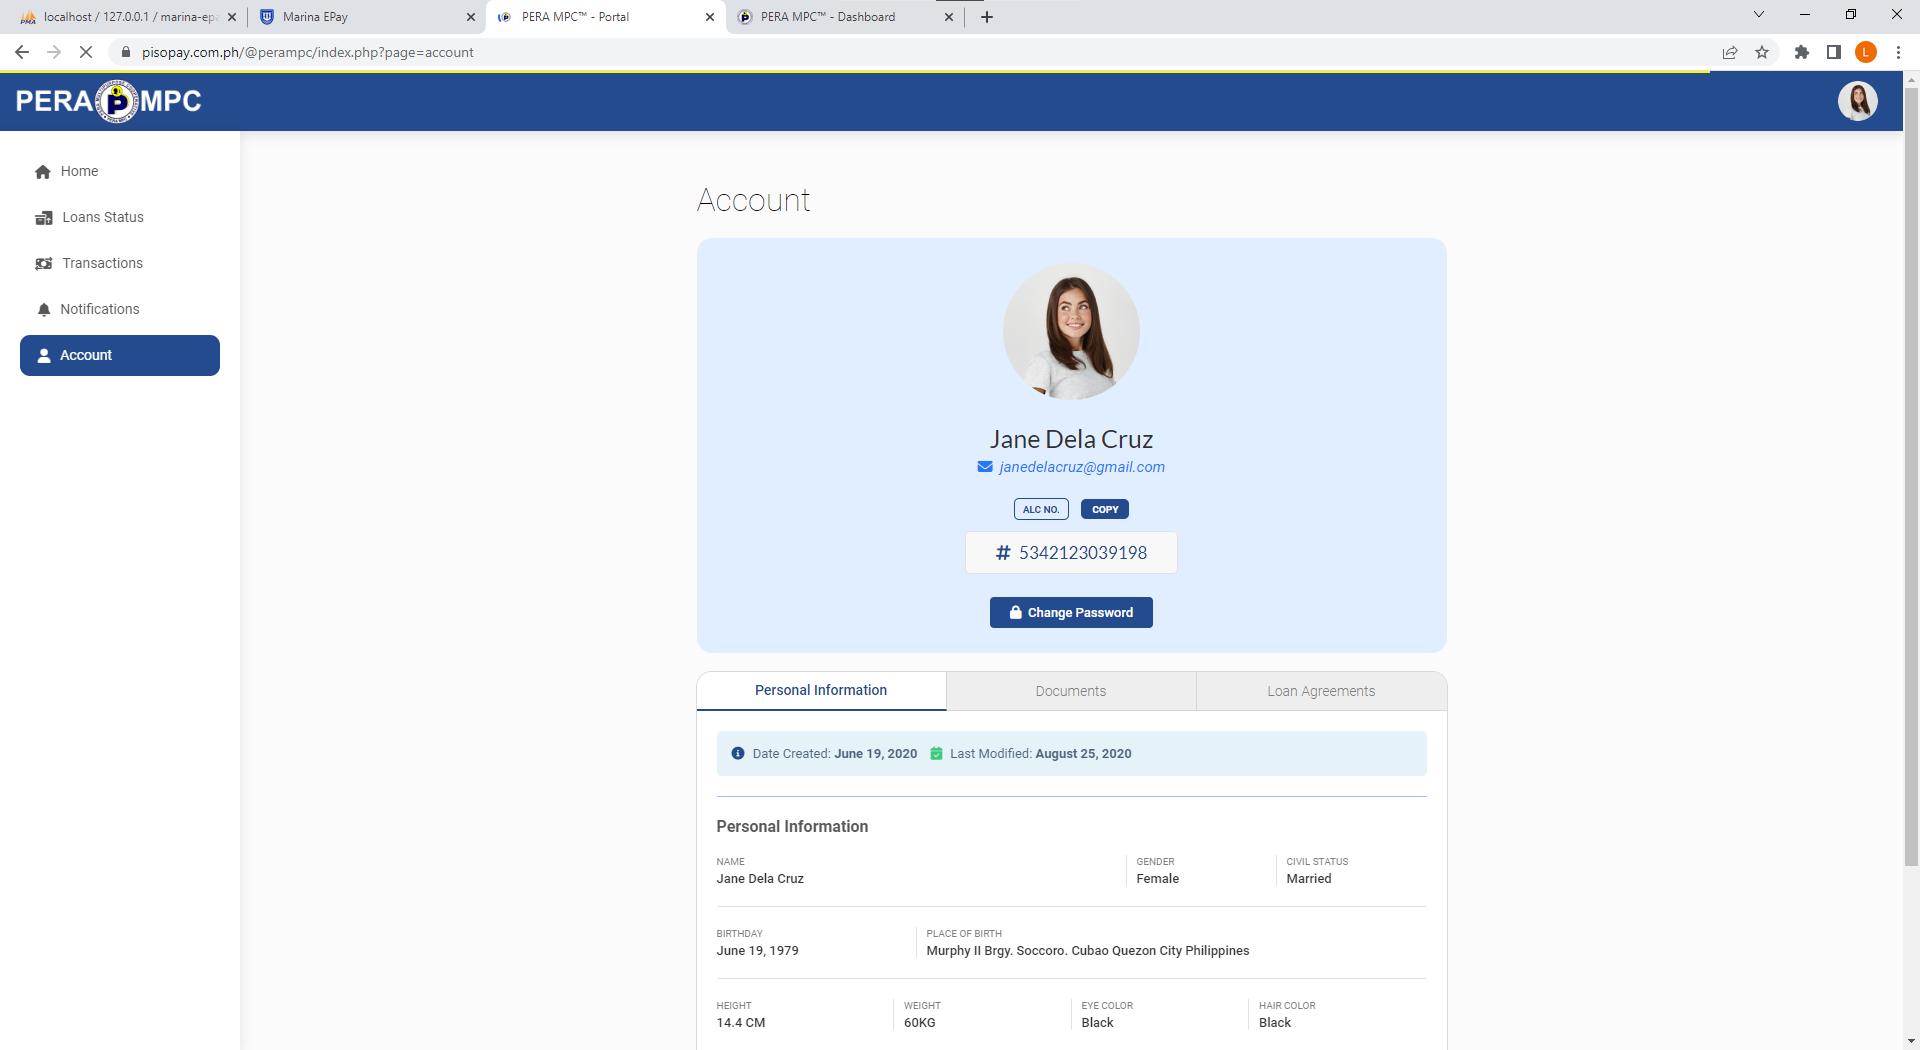 localhost / 127.0.0.1 / marina-epa
Marina EPay
PERA MPC™ - Portal
PERA MPC™ - Dashboard
pisopay.com.ph/@perampc/index.php?page=account
L
PERA P MPC
Home
Loans Status
Transactions
Notifications
Account
Account
Jane Dela Cruz
janedelacruz@gmail.com
ALC NO.
COPY
# 5342123039198
Change Password
Personal Information
Documents
Loan Agreements
Date Created: June 19, 2020 Last Modified: August 25, 2020
Personal Information
NAME
Jane Dela Cruz
GENDER
Female
CIVIL STATUS
Married
BIRTHDAY
June 19, 1979
PLACE OF BIRTH
Murphy II Brgy. Soccoro. Cubao Quezon City Philippines
HEIGHT
14.4 CM
WEIGHT
60KG
EYE COLOR
Black
HAIR COLOR
Black